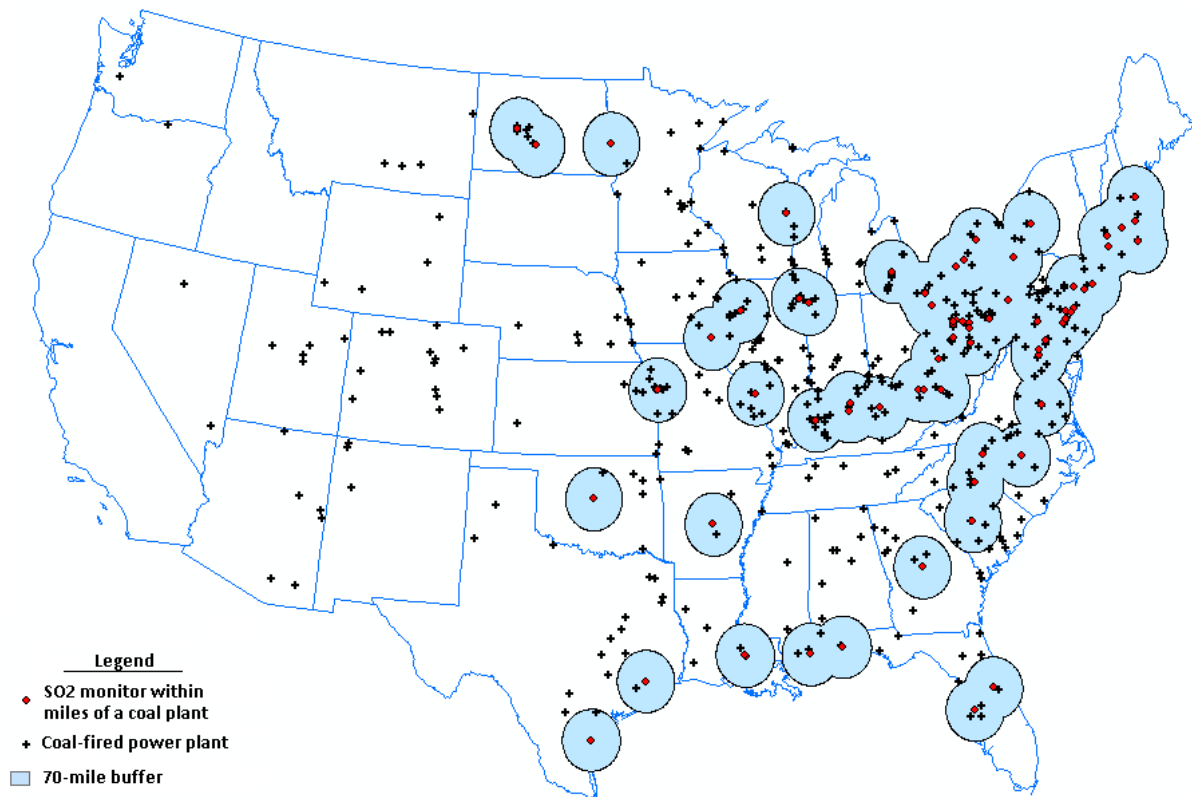 Legend
SO2 monitor within
miles of a coal plant
Coal-fired power plant
70-mile buffer